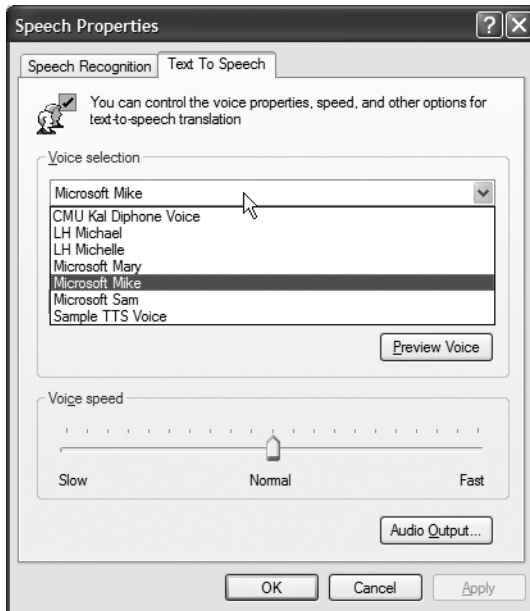 Speech Properties
Speech Recognition
Text To Speech
You can control the voice properties, speed, and other options for
text-to-speech translation
Voice selection
Microsoft Mike
CMU Kal Diphone Voice
LH Michael
LH Michelle
Microsoft Mary
Microsoft Mike
Microsoft Sam
Sample TTS Voice
Preview Voice
Voice speed
Slow Normal Fast
Audio Output...
OK Cancel Apply